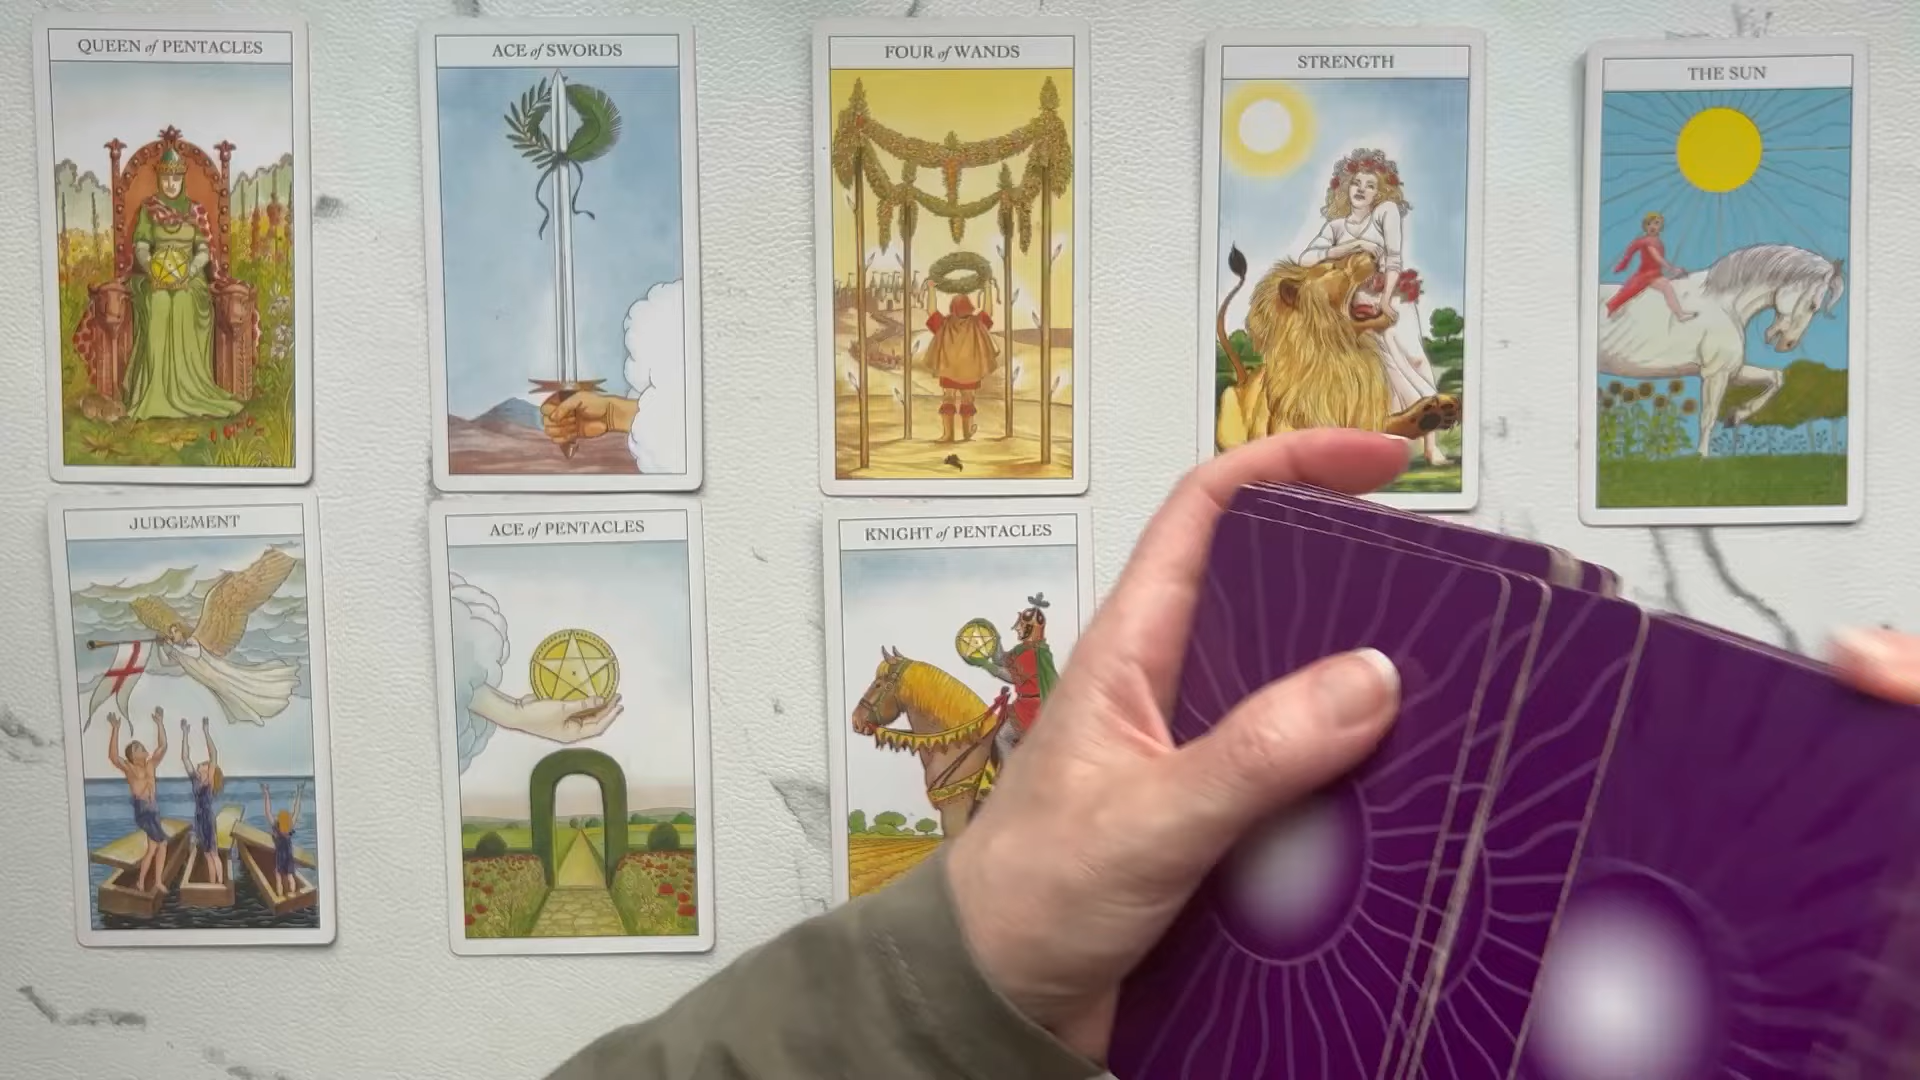 QUEEN of PENTACLES
ACE of SWORDS
FOUR of WANDS
STRENGTH
THE SUN
JUDGEMENT
ACE of PENTACLES
KNIGHT of PENTACLES